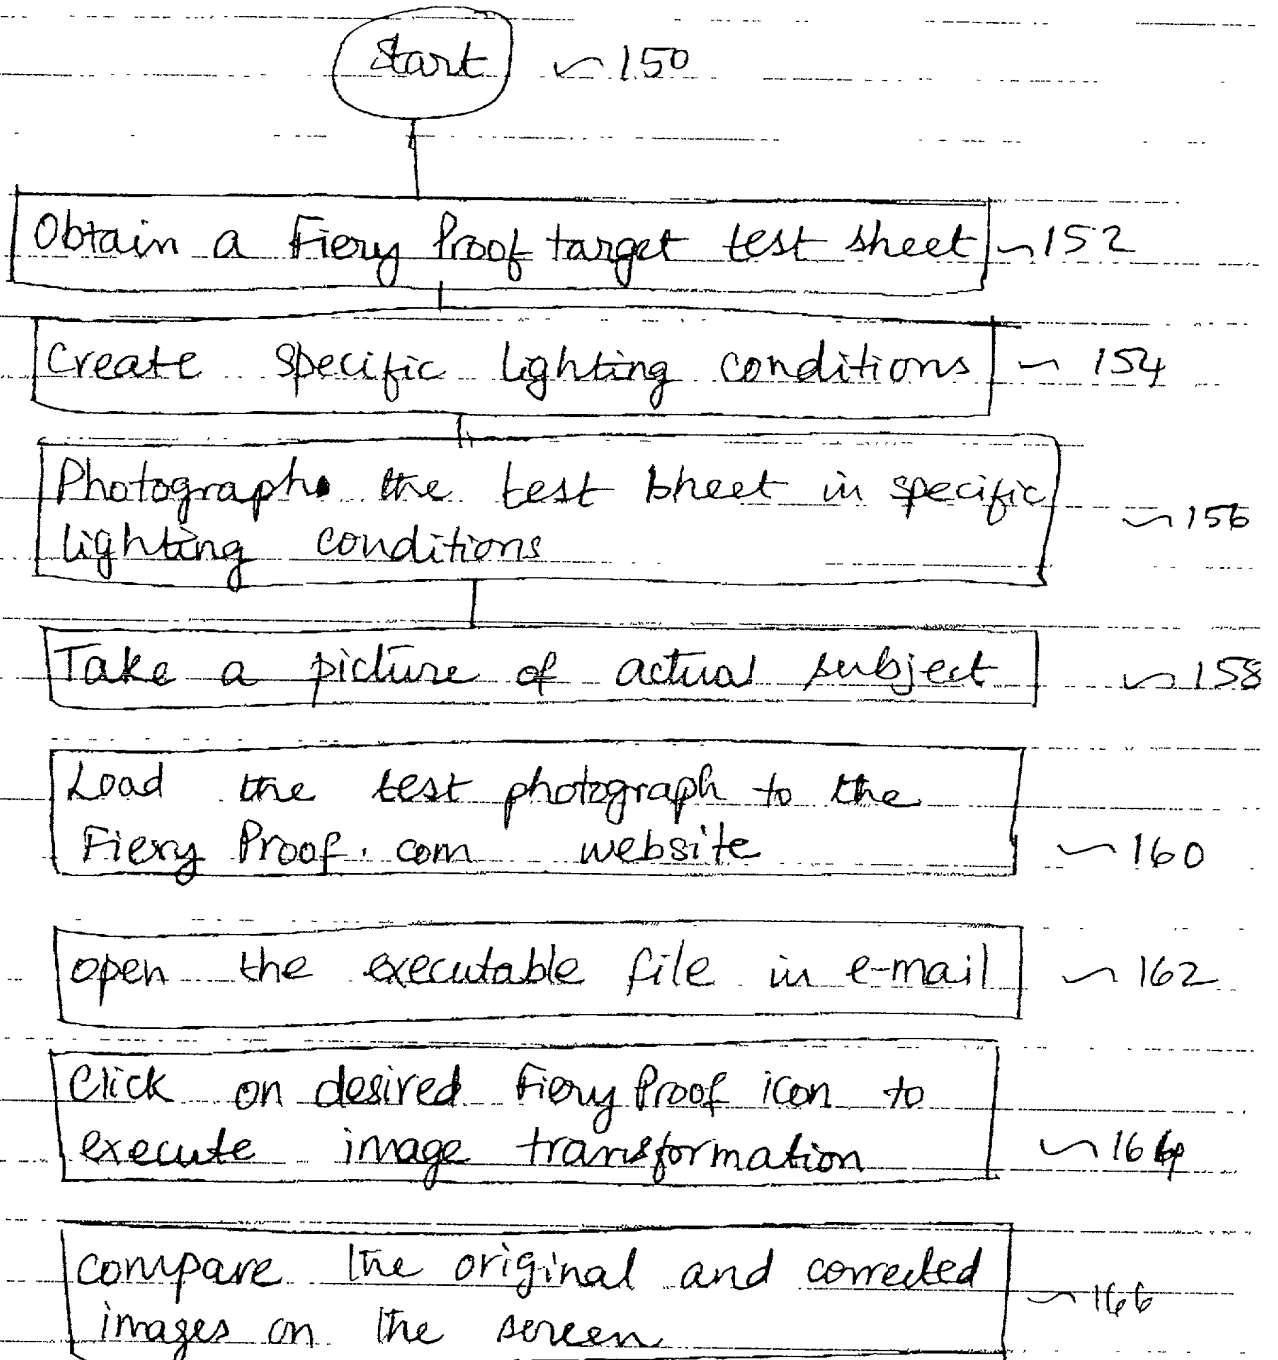 Start 150
Obtain a Fiery Proof target test sheet 152
Create specific lighting conditions 154
Photograph the test sheet in specific
lighting conditions 156
Take a picture of actual subject 158
Load the test photograph to the
Fiery Proof.com website 160
open the executable file in e-mail 162
Click on desired Fiery Proof icon to
execute image transformation 164
compare the original and corrected
images on the screen 166